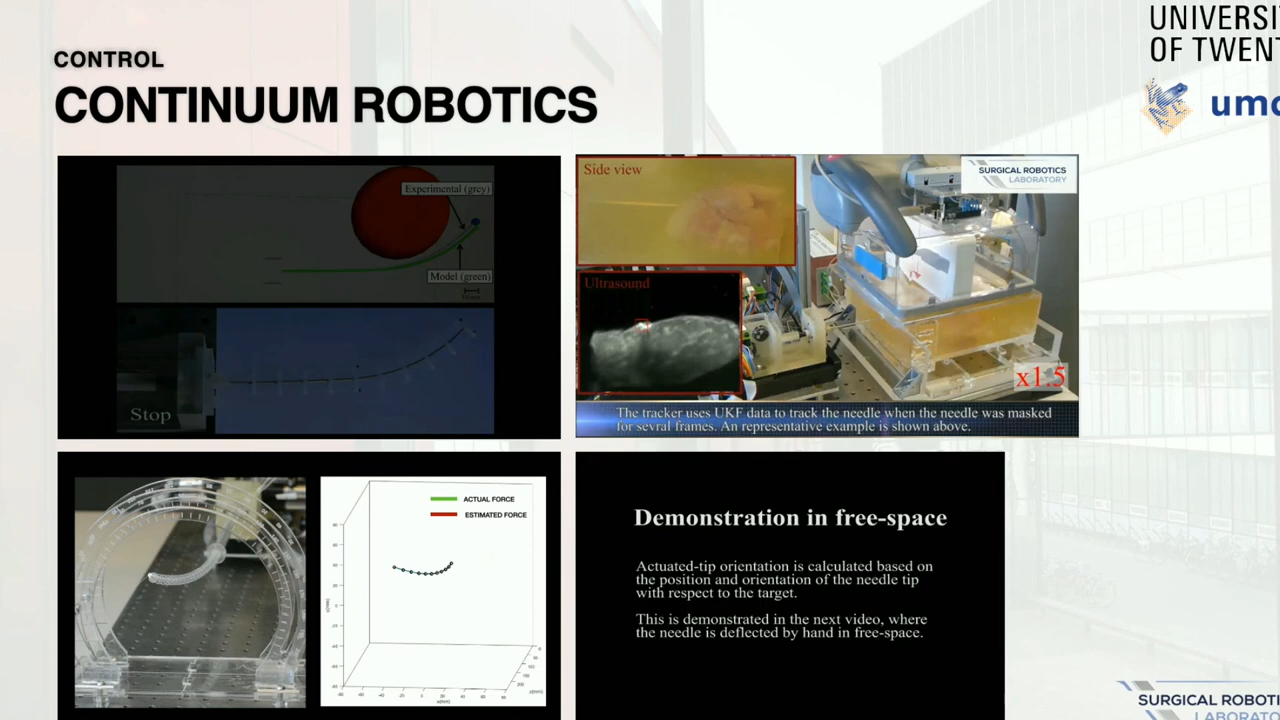 UNIVERSI
OF TWENT
CONTROL
CONTINUUM ROBOTICS
umc
Experimental (grey)
Model (green)
Stop
Side view
SURGICAL ROBOTICS
LABORATORY
Ultrasound
x1.5
The tracker uses UKF data to track the needle when the needle was masked
for sevral frames. An representative example is shown above.
ACTUAL FORCE
ESTIMATED FORCE
Demonstration in free-space
Actuated-tip orientation is calculated based on
the position and orientation of the needle tip
with respect to the target.
This is demonstrated in the next video, where
the needle is deflected by hand in free-space.
SURGICAL ROBOTI
LABORATO